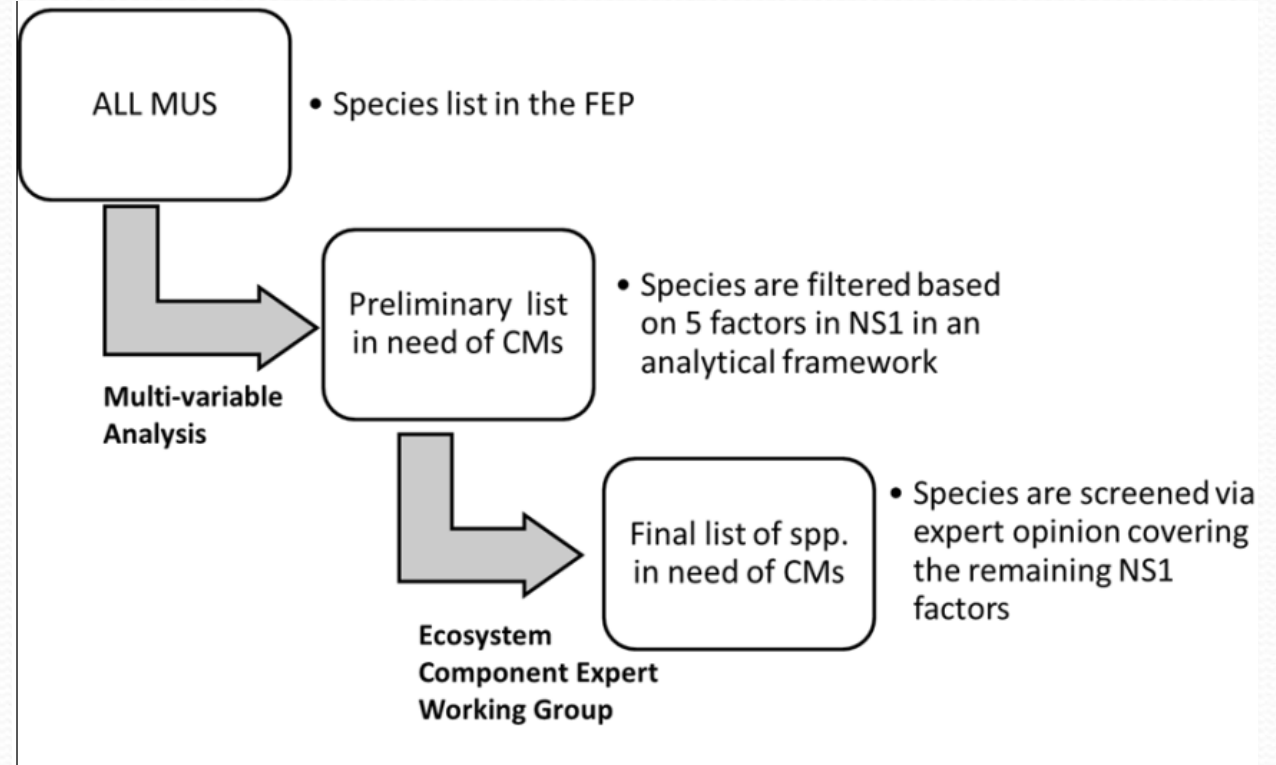 ALL MUS
• Species list in the FEP
Multi-variable
Analysis
Preliminary list
in need of CMs
• Species are filtered based
on 5 factors in NS1 in an
analytical framework
Ecosystem
Component Expert
Working Group
Final list of spp.
in need of CMs
• Species are screened via
expert opinion covering
the remaining NS1
factors